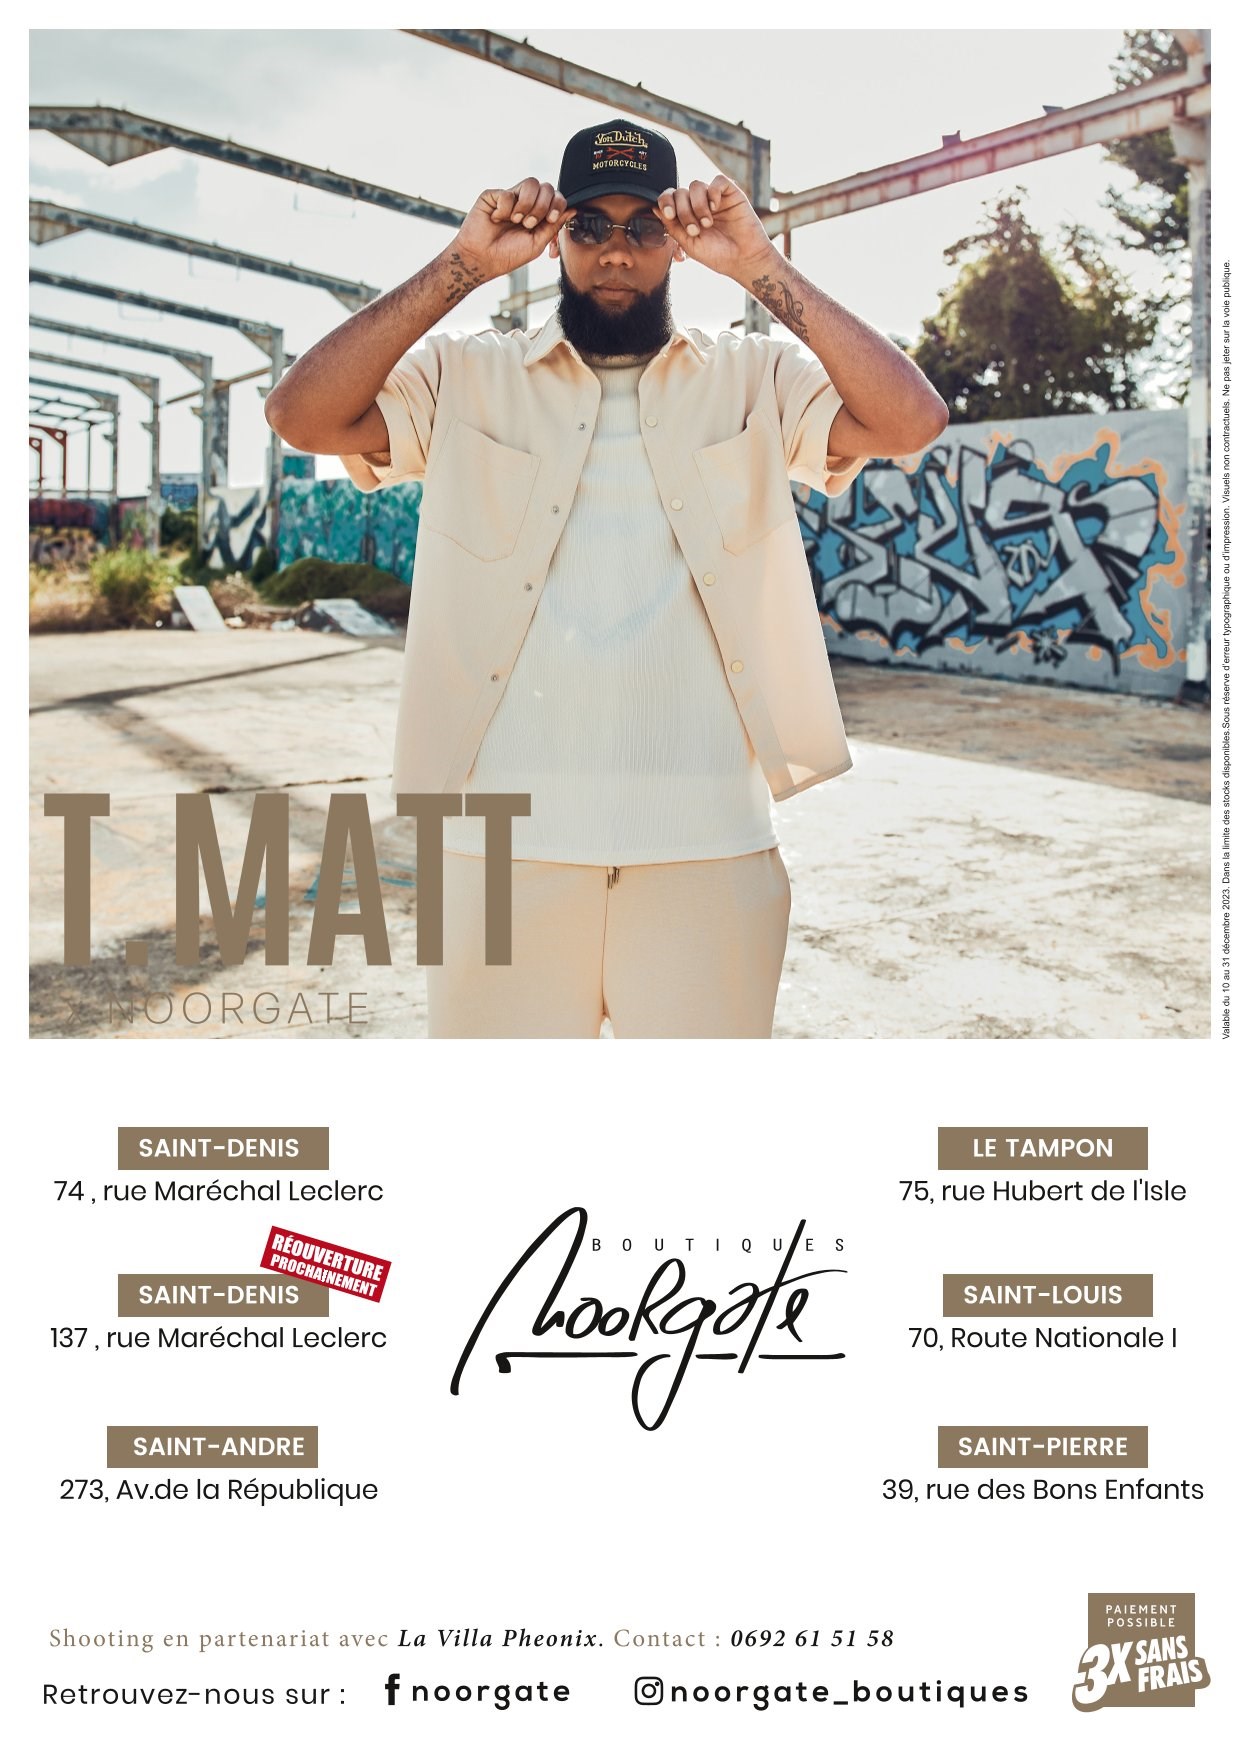 Von Dutch
MOTORCYCLES
T.MATT
x NOORGATE
Valable du 10 au 31 décembre 2023. Dans la limite des stocks disponibles.Sous réserve d'erreur typographique ou d'impression. Visuels non contractuels. Ne pas jeter sur la voie publique.
SAINT-DENIS
74 , rue Maréchal Leclerc
RÉOUVERTURE
PROCHAINEMENT
SAINT-DENIS
137 , rue Maréchal Leclerc
SAINT-ANDRE
273, Av.de la République
BOUTIQUES
Noorgate
LE TAMPON
75, rue Hubert de l'Isle
SAINT-LOUIS
70, Route Nationale I
SAINT-PIERRE
39, rue des Bons Enfants
Shooting en partenariat avec La Villa Pheonix. Contact : 0692 61 51 58
Retrouvez-nous sur : f noorgate noorgate_boutiques
PAIEMENT
POSSIBLE
3X SANS
FRAIS